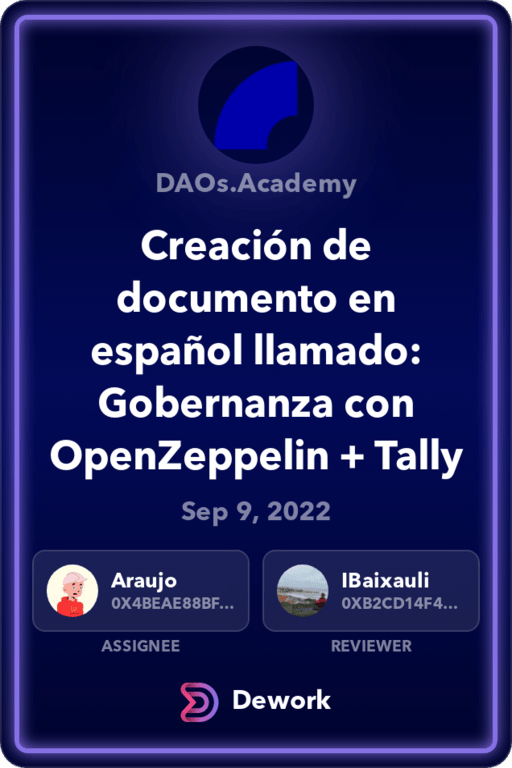 DAOs.Academy
Creación de
documento en
español llamado:
Gobernanza con
OpenZeppelin + Tally
Sep 9, 2022
Araujo
0X4BEAE88BF...
ASSIGNEE
IBaixauli
0XB2CD14F4...
REVIEWER
Dework